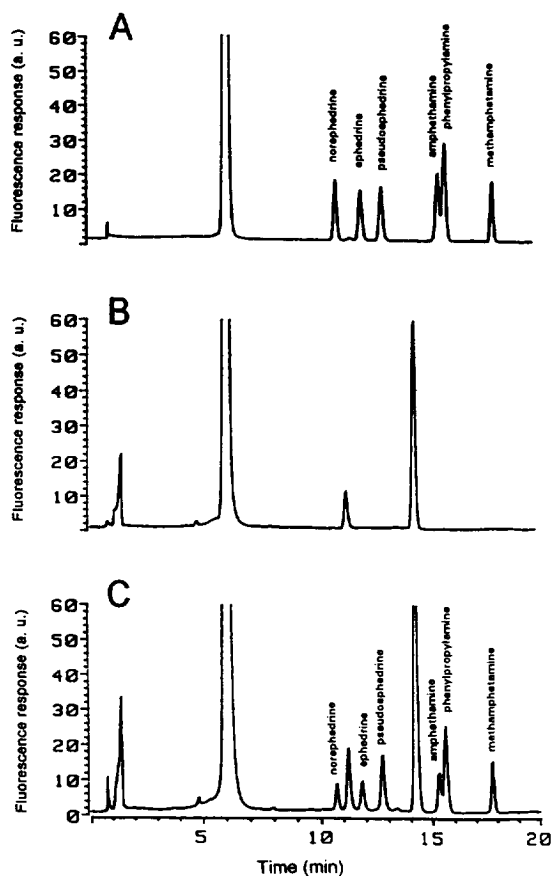 A
Fluorescence response (a. u.)
60
50
40
30
20
10
norephedrine
ephedrine
pseudoephedrine
amphethamine
phenylpropylamine
methamphetamine
B
Fluorescence response (a. u.)
60
50
40
30
20
10
C
Fluorescence response (a. u.)
60
50
40
30
20
10
0
norephedrine
ephedrine
pseudoephedrine
amphethamine
phenylpropylamine
methamphetamine
5
10
15
20
Time (min)